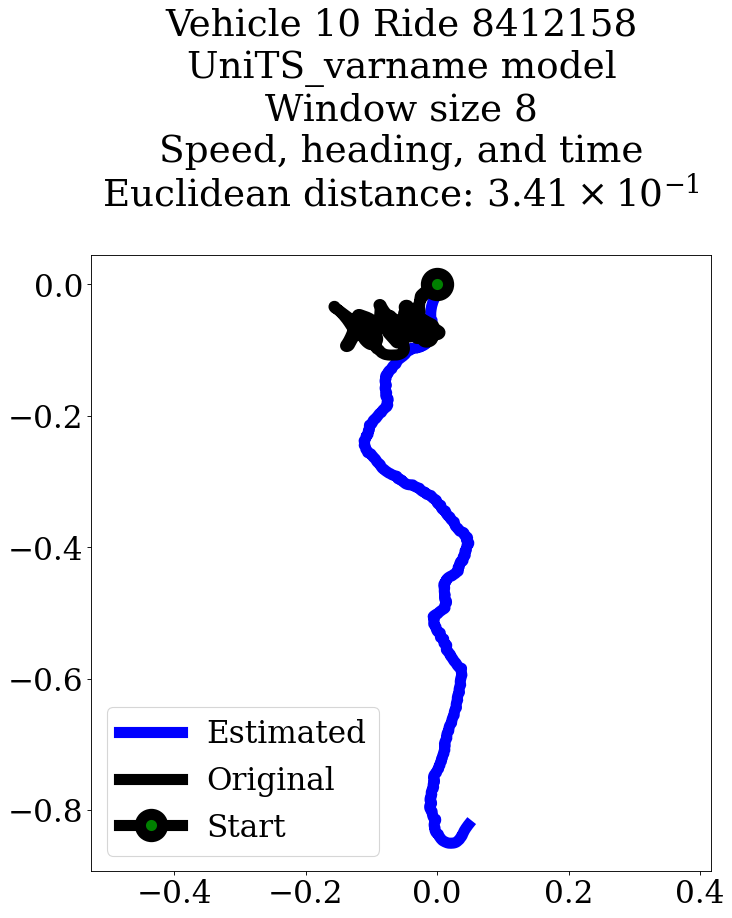 Vehicle 10 Ride 8412158
UniTS_varname model
Window size 8
Speed, heading, and time
Euclidean distance: 3.41 × 10⁻¹
0.0
−0.2
−0.4
−0.6
−0.8
Estimated
Original
Start
−0.4 −0.2 0.0 0.2 0.4